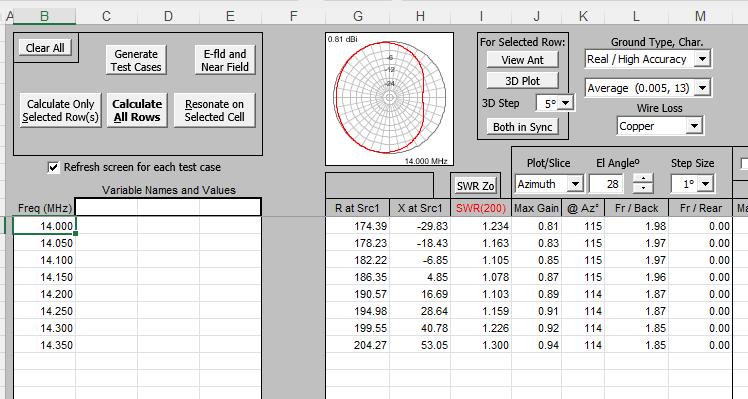 A B C D E F G H I J K L M
Clear All
Generate
Test Cases
E-fld and
Near Field
Calculate Only
Selected Row(s)
Calculate
All Rows
Resonate on
Selected Cell
Refresh screen for each test case
0.81 dBi
-6
-12
-24
14.000 MHz
For Selected Row:
View Ant
3D Plot
3D Step 5°
Both in Sync
Ground Type, Char.
Real / High Accuracy
Average (0.005, 13)
Wire Loss
Copper
Plot/Slice El Angle° Step Size
Azimuth 28 1°
SWR Zo
Variable Names and Values
Freq (MHz) R at Src1 X at Src1 SWR(200) Max Gain @ Az° Fr / Back Fr / Rear Ma
14.000 174.39 -29.83 1.234 0.81 115 1.98 0.00
14.050 178.23 -18.43 1.163 0.83 115 1.97 0.00
14.100 182.22 -6.85 1.105 0.85 115 1.97 0.00
14.150 186.35 4.85 1.078 0.87 115 1.96 0.00
14.200 190.57 16.69 1.103 0.89 114 1.87 0.00
14.250 194.98 28.64 1.159 0.91 114 1.87 0.00
14.300 199.55 40.78 1.226 0.92 114 1.85 0.00
14.350 204.27 53.05 1.300 0.94 114 1.85 0.00